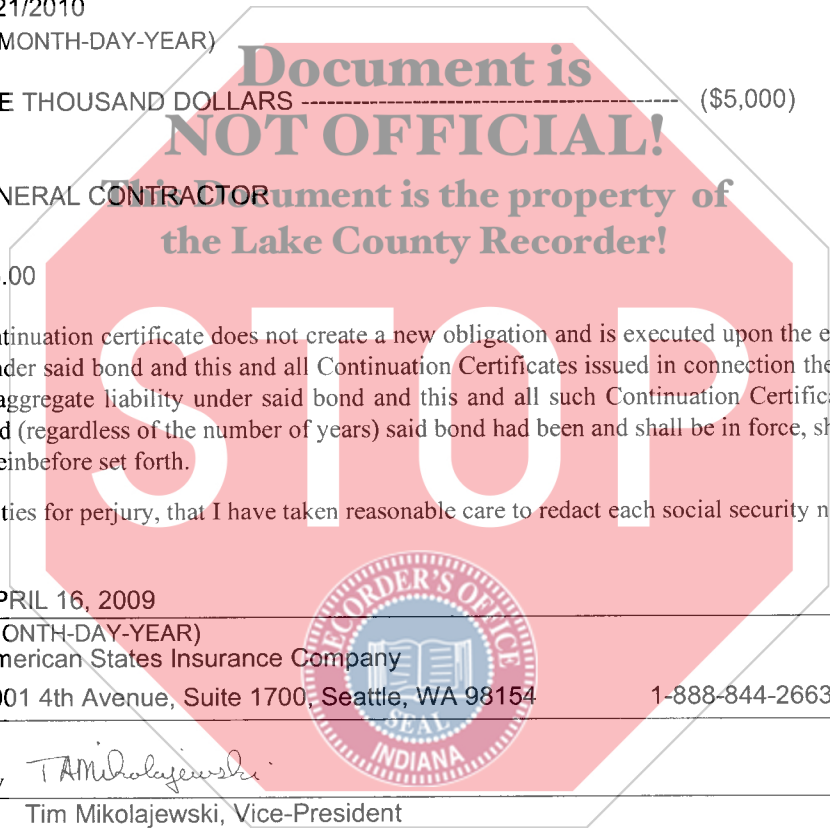 21/2010
MONTH-DAY-YEAR)
Document is
E THOUSAND DOLLARS ------------------------------------------- ($5,000)
NOT OFFICIAL!
NERAL CONTRACTOR
This Document is the property of
the Lake County Recorder!
.00
STOP
ntinuation certificate does not create a new obligation and is executed upon the e
nder said bond and this and all Continuation Certificates issued in connection the
aggregate liability under said bond and this and all such Continuation Certifica
d (regardless of the number of years) said bond had been and shall be in force, sh
einbefore set forth.
ties for perjury, that I have taken reasonable care to redact each social security n
PRIL 16, 2009
ONTH-DAY-YEAR)
merican States Insurance Company
001 4th Avenue, Suite 1700, Seattle, WA 98154 1-888-844-2663
RECORDER'S OFFICE
SEAL
INDIANA
TAMikolajewski
Tim Mikolajewski, Vice-President